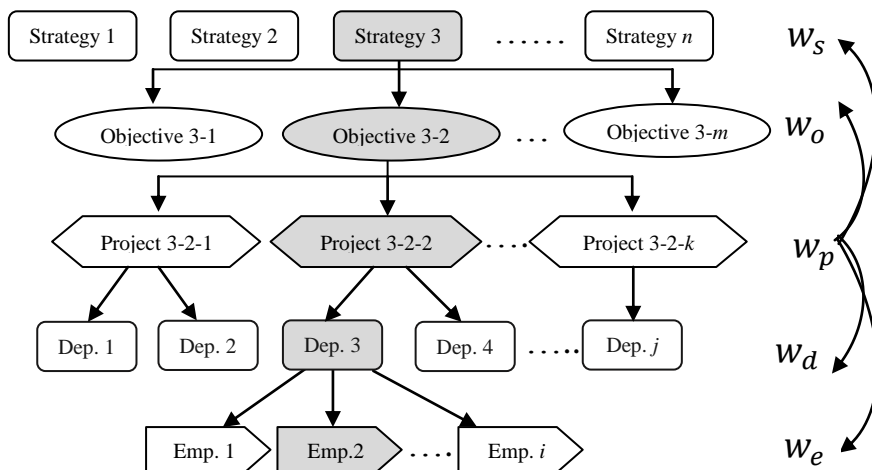 Strategy 1 Strategy 2 Strategy 3 ...... Strategy n w_s
Objective 3-1 Objective 3-2 ... Objective 3-m w_o
Project 3-2-1 Project 3-2-2 .... Project 3-2-k w_p
Dep. 1 Dep. 2 Dep. 3 Dep. 4 ..... Dep. j w_d
Emp. 1 Emp.2 .... Emp. i w_e